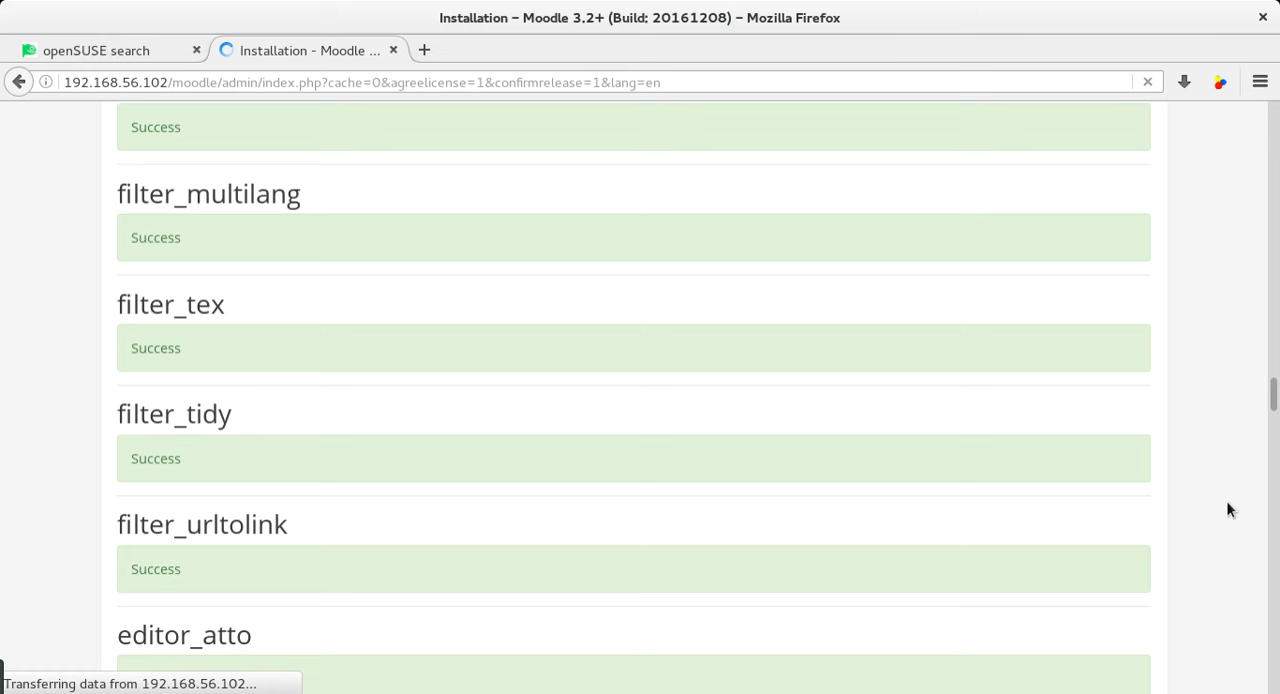 Installation – Moodle 3.2+ (Build: 20161208) – Mozilla Firefox
openSUSE search
Installation - Moodle ...
192.168.56.102/moodle/admin/index.php?cache=0&agreelicense=1&confirmrelease=1&lang=en
Success
filter_multilang
Success
filter_tex
Success
filter_tidy
Success
filter_urltolink
Success
editor_atto
Transferring data from 192.168.56.102...